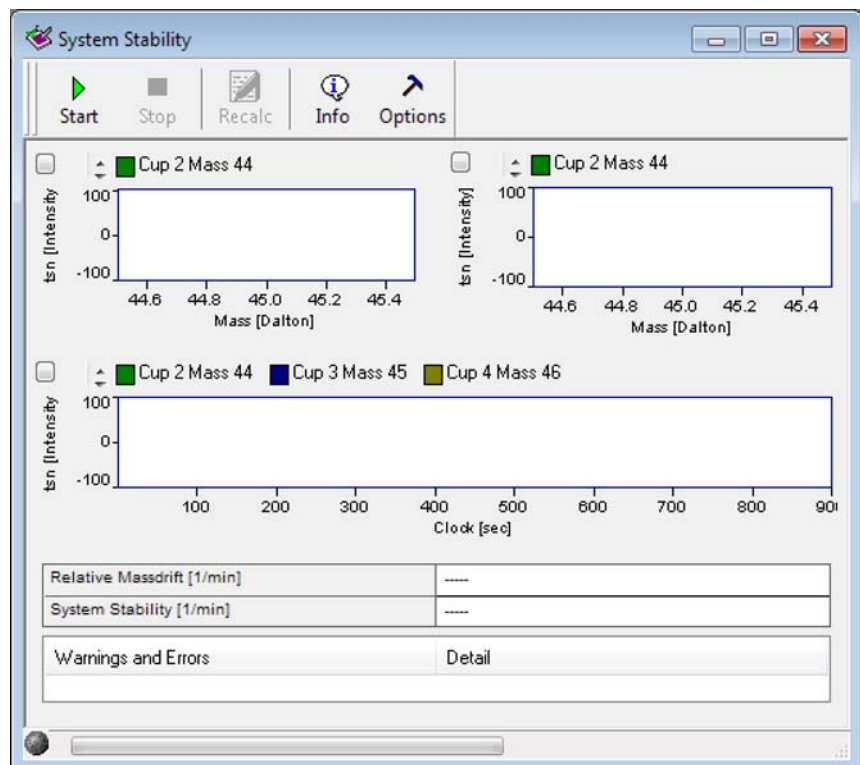 System Stability
Start Stop Recalc Info Options
Cup 2 Mass 44
tsn [Intensity
100
0
-100
44.6 44.8 45.0 45.2 45.4
Mass [Dalton]
Cup 2 Mass 44
tsn [Intensity]
100
0
-100
44.6 44.8 45.0 45.2 45.4
Mass [Dalton]
Cup 2 Mass 44 Cup 3 Mass 45 Cup 4 Mass 46
tsn [Intensity
100
0
-100
100 200 300 400 500 600 700 800 90
Clock [sec]
Relative Massdrift [1/min] -----
System Stability [1/min] -----
Warnings and Errors Detail